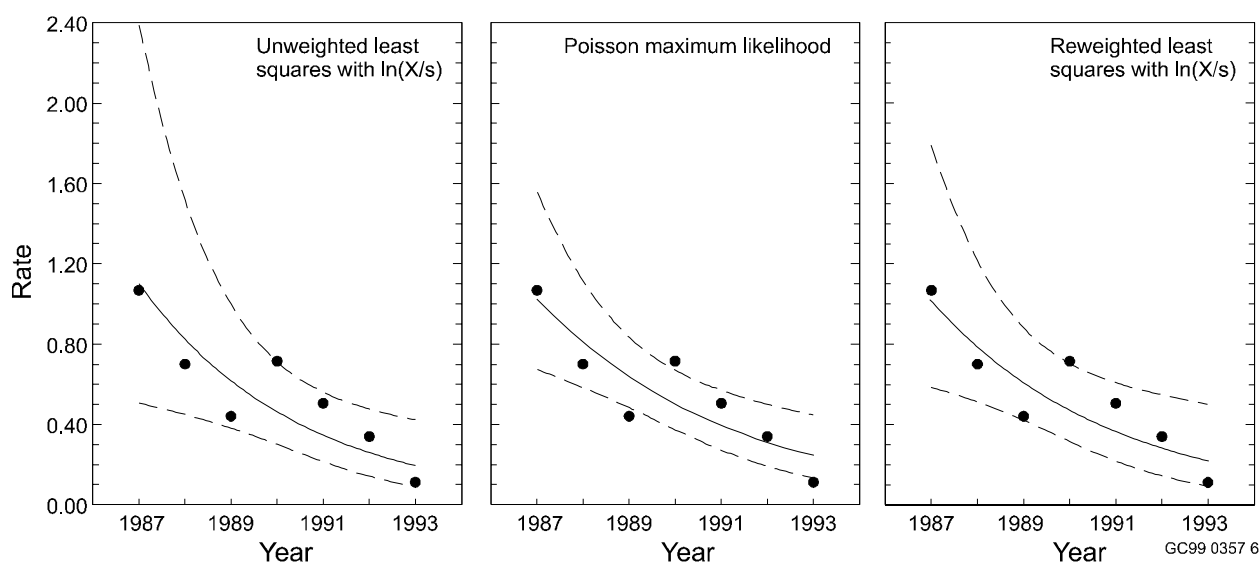 2.40
2.00
1.60
1.20
0.80
0.40
0.00
Rate
Unweighted least
squares with ln(X/s)
1987 1989 1991 1993
Year
Poisson maximum likelihood
1987 1989 1991 1993
Year
Reweighted least
squares with ln(X/s)
1987 1989 1991 1993
Year
GC99 0357 6